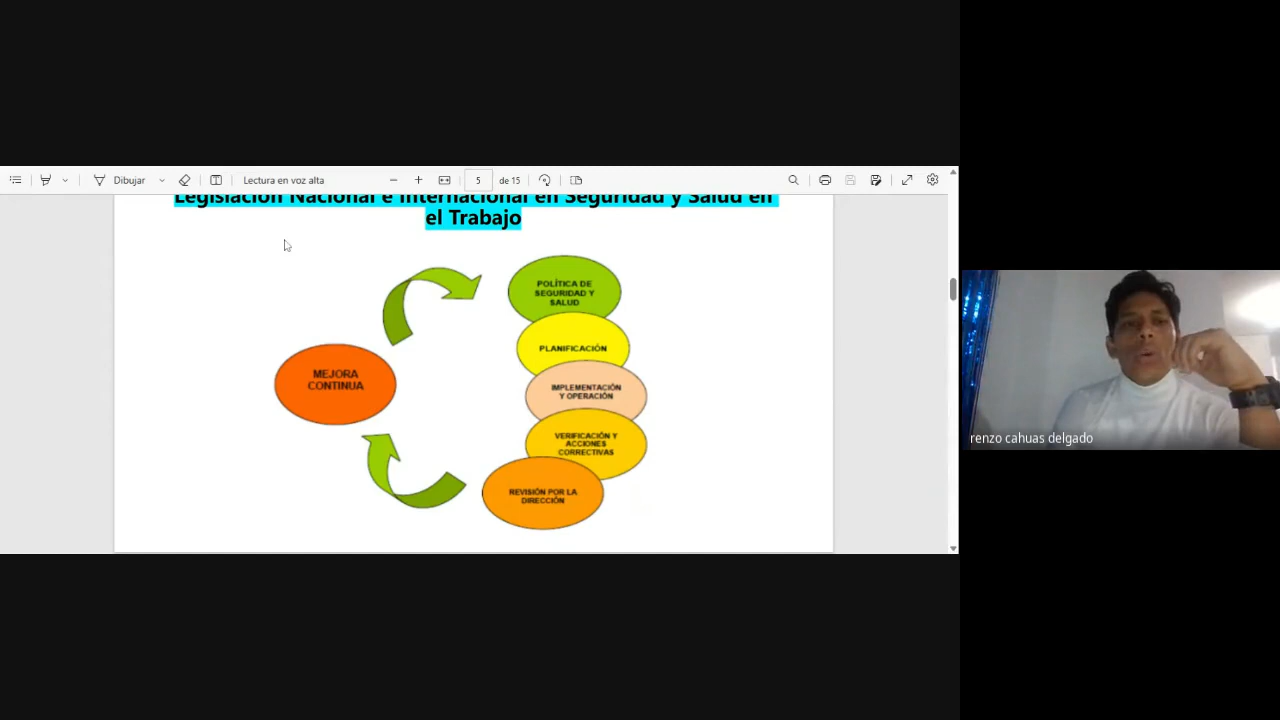 Dibujar
Lectura en voz alta
5
de 15
Legislación Nacional e Internacional en Seguridad y Salud en
el Trabajo
POLÍTICA DE
SEGURIDAD Y
SALUD
PLANIFICACIÓN
MEJORA
CONTINUA
IMPLEMENTACIÓN
Y OPERACIÓN
VERIFICACIÓN Y
ACCIONES
CORRECTIVAS
REVISIÓN POR LA
DIRECCIÓN
renzo cahuas delgado